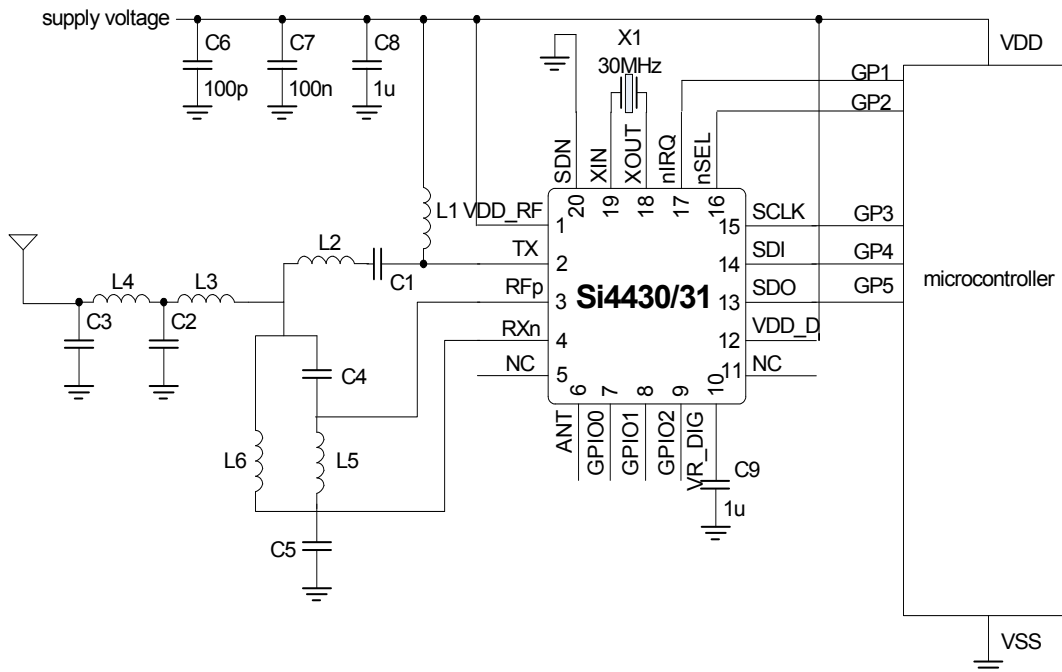 supply voltage
C6
100p
C7
100n
C8
1u
X1
30MHz
VDD
GP1
GP2
SDN
XIN
XOUT
nIRQ
nSEL
20
19
18
17
16
L1
VDD_RF
1
15
SCLK
GP3
L2
C1
TX
2
14
SDI
GP4
L4
L3
RFp
3
Si4430/31
13
SDO
GP5
microcontroller
C3
C2
RXn
4
12
VDD_D
NC
5
11
NC
C4
6
7
8
9
10
ANT
GPIO0
GPIO1
GPIO2
VR_DIG
L6
L5
C9
1u
C5
VSS